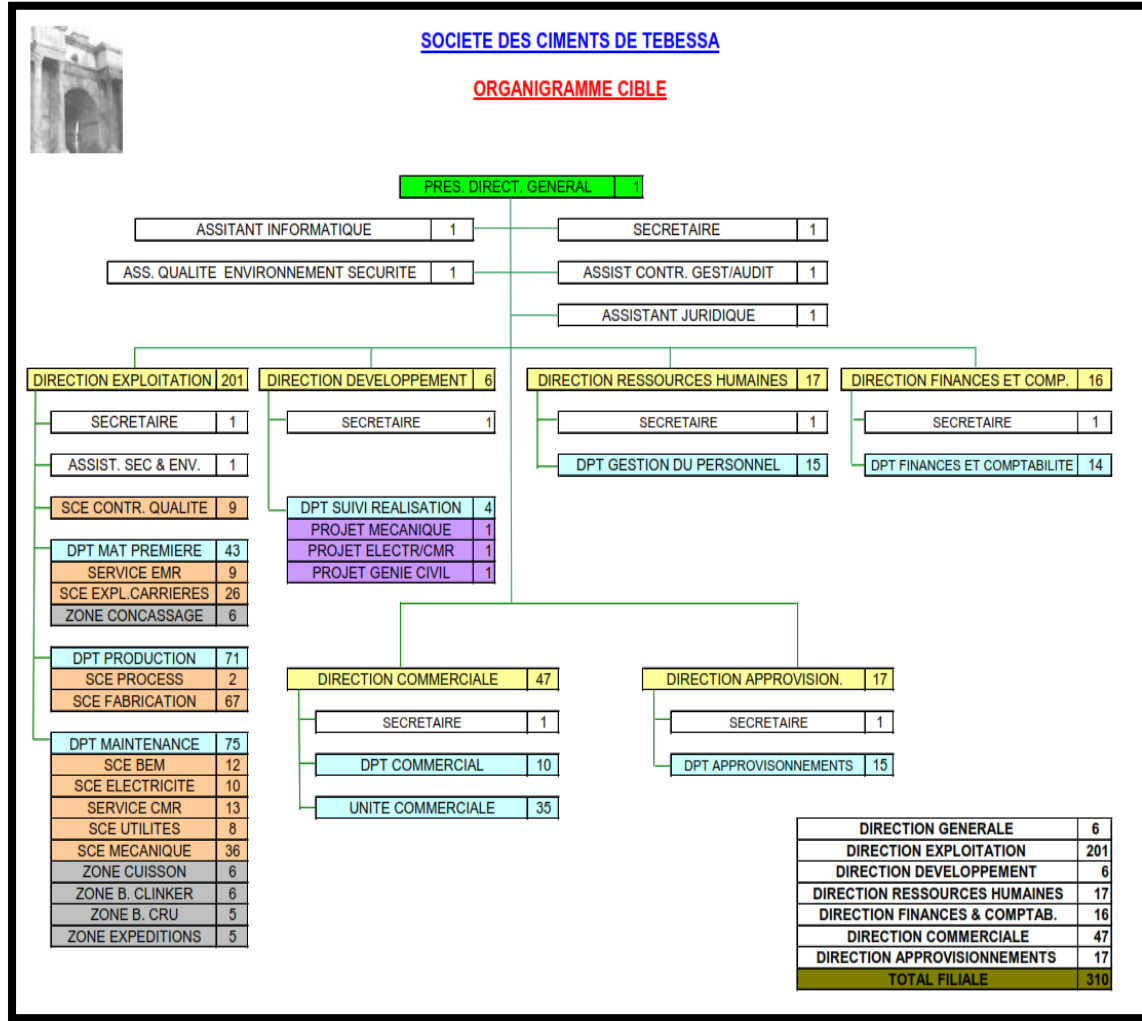 SOCIETE DES CIMENTS DE TEBESSA
ORGANIGRAMME CIBLE
PRES. DIRECT. GENERAL 1
ASSITANT INFORMATIQUE 1
SECRETAIRE 1
ASS. QUALITE ENVIRONNEMENT SECURITE 1
ASSIST CONTR. GEST/AUDIT 1
ASSISTANT JURIDIQUE 1
DIRECTION EXPLOITATION 201
SECRETAIRE 1
ASSIST. SEC & ENV. 1
SCE CONTR. QUALITE 9
DPT MAT PREMIERE 43
SERVICE EMR 9
SCE EXPL.CARRIERES 26
ZONE CONCASSAGE 6
DPT PRODUCTION 71
SCE PROCESS 2
SCE FABRICATION 67
DPT MAINTENANCE 75
SCE BEM 12
SCE ELECTRICITE 10
SERVICE CMR 13
SCE UTILITES 8
SCE MECANIQUE 36
ZONE CUISSON 6
ZONE B. CLINKER 6
ZONE B. CRU 5
ZONE EXPEDITIONS 5
DIRECTION DEVELOPPEMENT 6
SECRETAIRE 1
DPT SUIVI REALISATION 4
PROJET MECANIQUE 1
PROJET ELECTR/CMR 1
PROJET GENIE CIVIL 1
DIRECTION RESSOURCES HUMAINES 17
SECRETAIRE 1
DPT GESTION DU PERSONNEL 15
DIRECTION FINANCES ET COMP. 16
SECRETAIRE 1
DPT FINANCES ET COMPTABILITE 14
DIRECTION COMMERCIALE 47
SECRETAIRE 1
DPT COMMERCIAL 10
UNITE COMMERCIALE 35
DIRECTION APPROVISION. 17
SECRETAIRE 1
DPT APPROVISONNEMENTS 15
DIRECTION GENERALE 6
DIRECTION EXPLOITATION 201
DIRECTION DEVELOPPEMENT 6
DIRECTION RESSOURCES HUMAINES 17
DIRECTION FINANCES & COMPTAB. 16
DIRECTION COMMERCIALE 47
DIRECTION APPROVISIONNEMENTS 17
TOTAL FILIALE 310